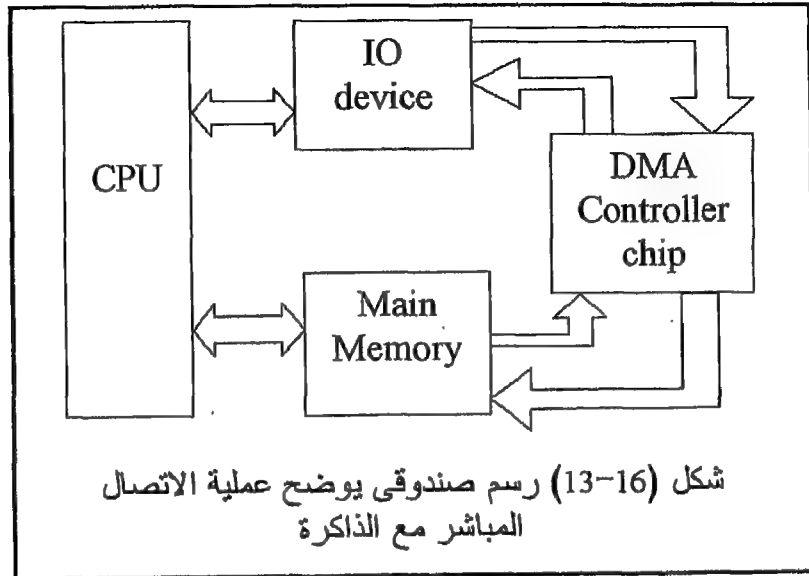 IO
device
CPU
DMA
Controller
chip
Main
Memory
شكل (16-13) رسم صندوقى يوضح عملية الاتصال
المباشر مع الذاكرة